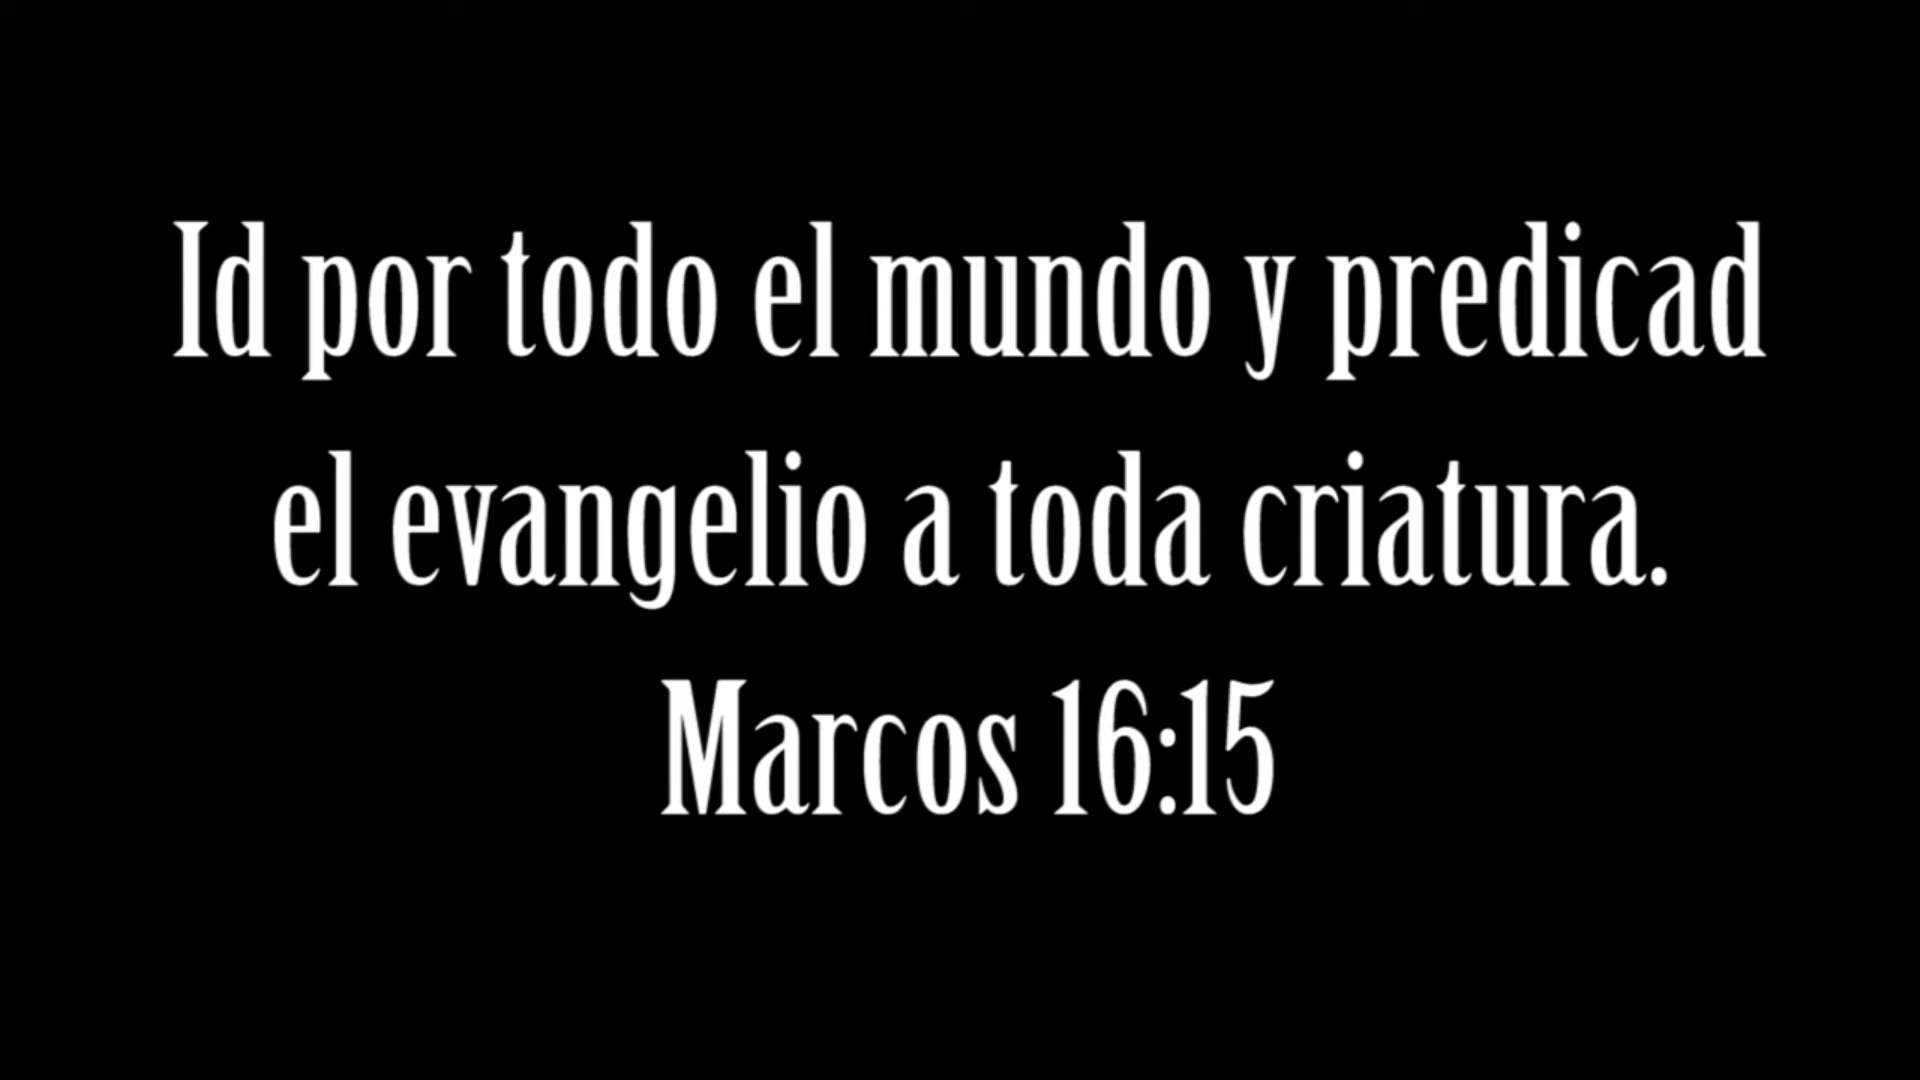 Id por todo el mundo y predicad
el evangelio a toda criatura.
Marcos 16:15